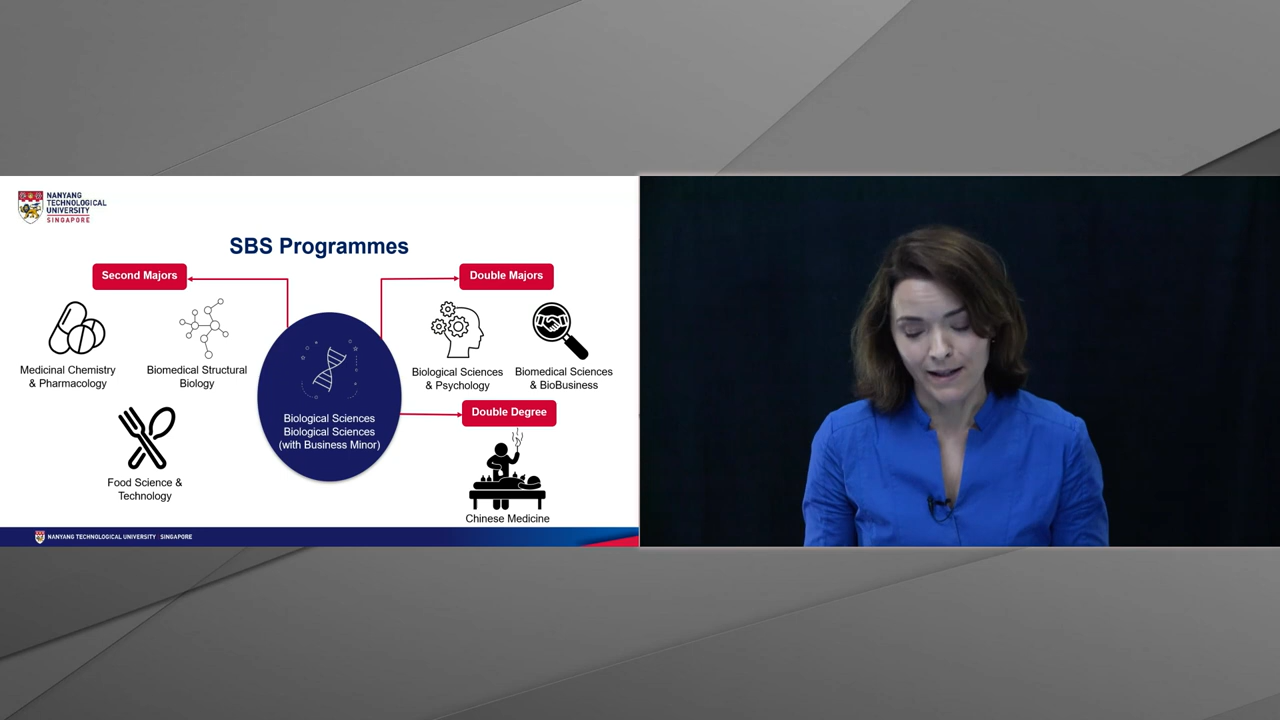 NANYANG
TECHNOLOGICAL
UNIVERSITY
SINGAPORE
SBS Programmes
Second Majors
Double Majors
Medicinal Chemistry
& Pharmacology
Biomedical Structural
Biology
Food Science &
Technology
Biological Sciences
Biological Sciences
(with Business Minor)
Biological Sciences
& Psychology
Biomedical Sciences
& BioBusiness
Double Degree
Chinese Medicine
NANYANG TECHNOLOGICAL UNIVERSITY | SINGAPORE